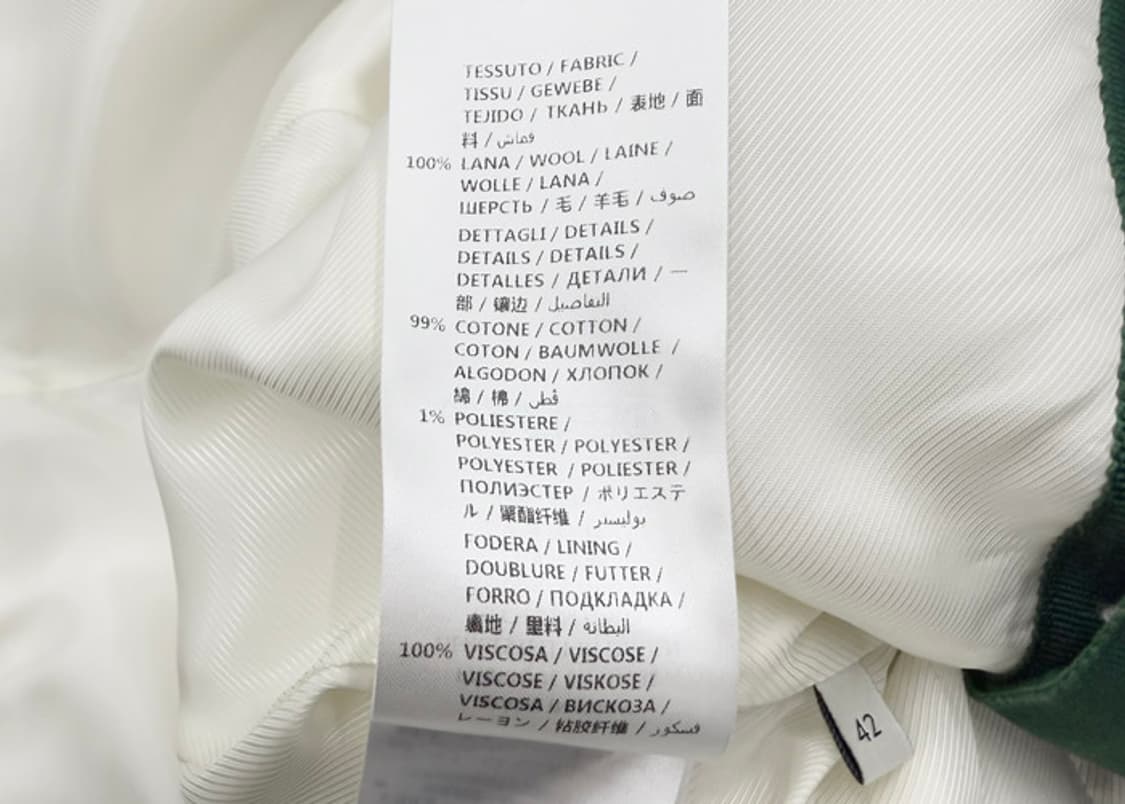 TESSUTO / FABRIC /
TISSU / GEWEBE /
TEJIDO / ТКАНЬ / 表地 / 面
料 / قماش
100% LANA / WOOL / LAINE /
WOLLE / LANA /
ШЕРСТЬ / 毛 / 羊毛 / صوف
DETTAGLI / DETAILS /
DETAILS / DETAILS /
DETALLES / ДЕТАЛИ / 一
部 / 镶边 / التفاصيل
99% COTONE / COTTON /
COTON / BAUMWOLLE /
ALGODON / ХЛОПОК /
綿 / 棉 / قطن
1% POLIESTERE /
POLYESTER / POLYESTER /
POLYESTER / POLIESTER /
ПОЛИЭСТЕР / ポリエステ
ル / 聚酯纤维 / بوليستر
FODERA / LINING /
DOUBLURE / FUTTER /
FORRO / ПОДКЛАДКА /
裏地 / 里料 / البطانة
100% VISCOSA / VISCOSE /
VISCOSE / VISKOSE /
VISCOSA / ВИСКОЗА /
レーヨン / 粘胶纤维 / فسكوز
42